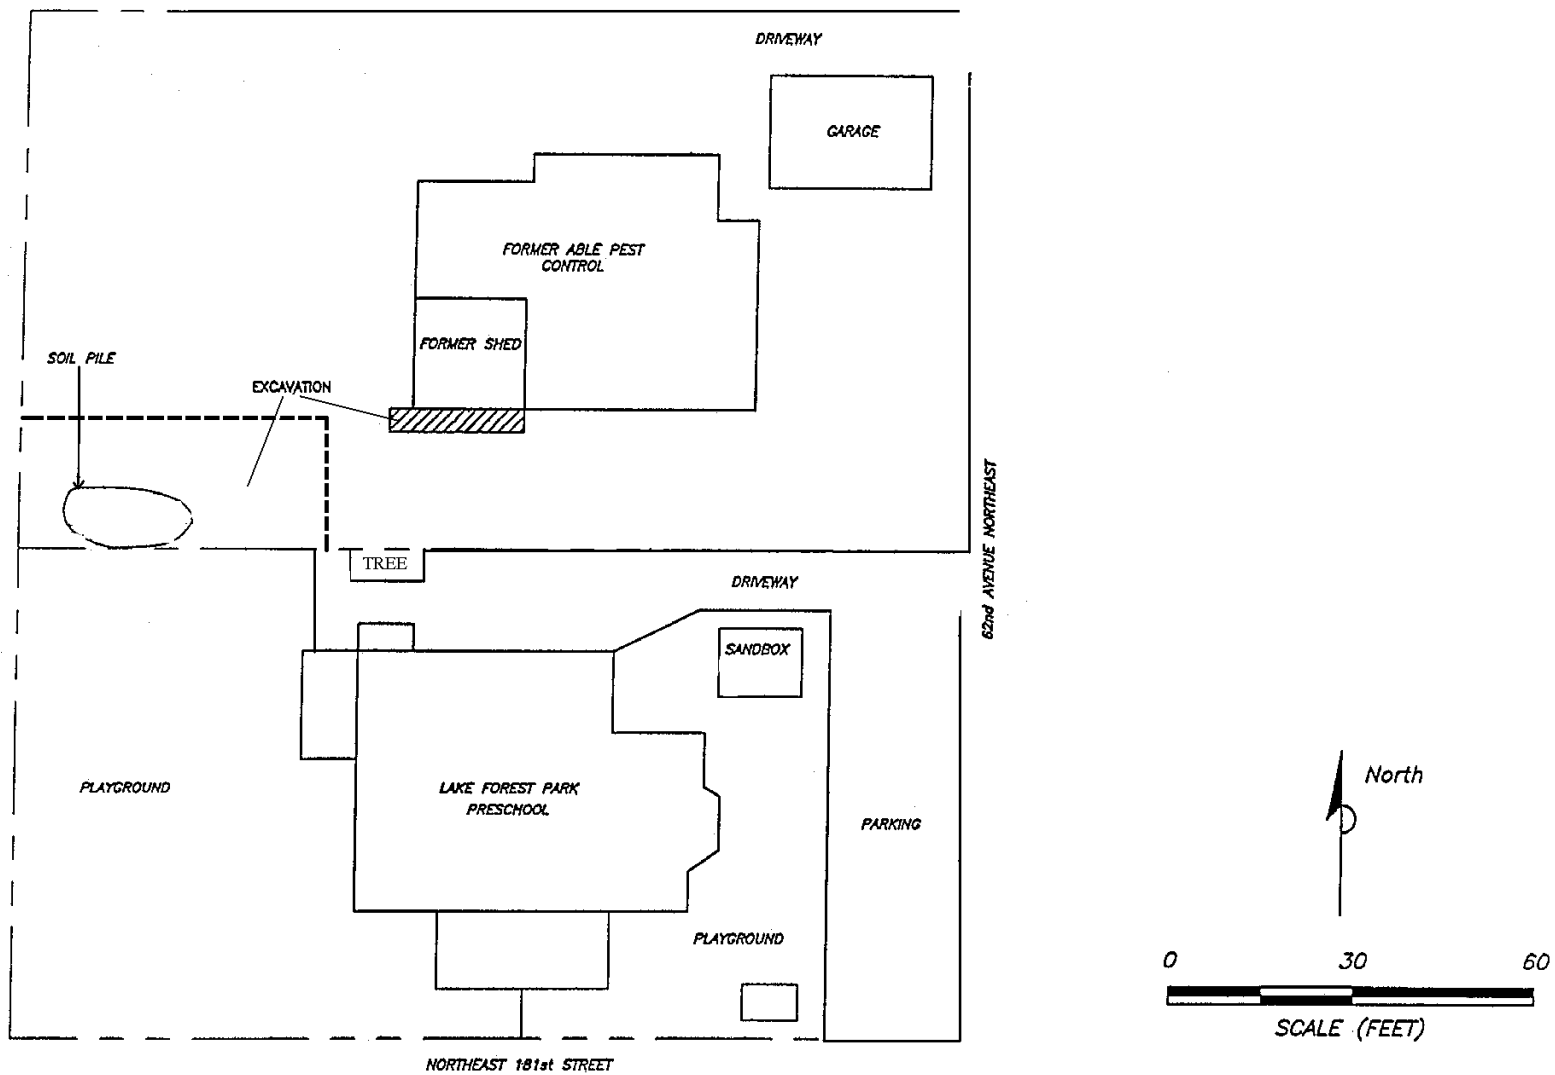 DRIVEWAY
GARAGE
FORMER ABLE PEST
CONTROL
FORMER SHED
SOIL PILE
EXCAVATION
62nd AVENUE NORTHEAST
TREE
DRIVEWAY
SANDBOX
PLAYGROUND
LAKE FOREST PARK
PRESCHOOL
PARKING
North
PLAYGROUND
0 30 60
SCALE (FEET)
NORTHEAST 181st STREET